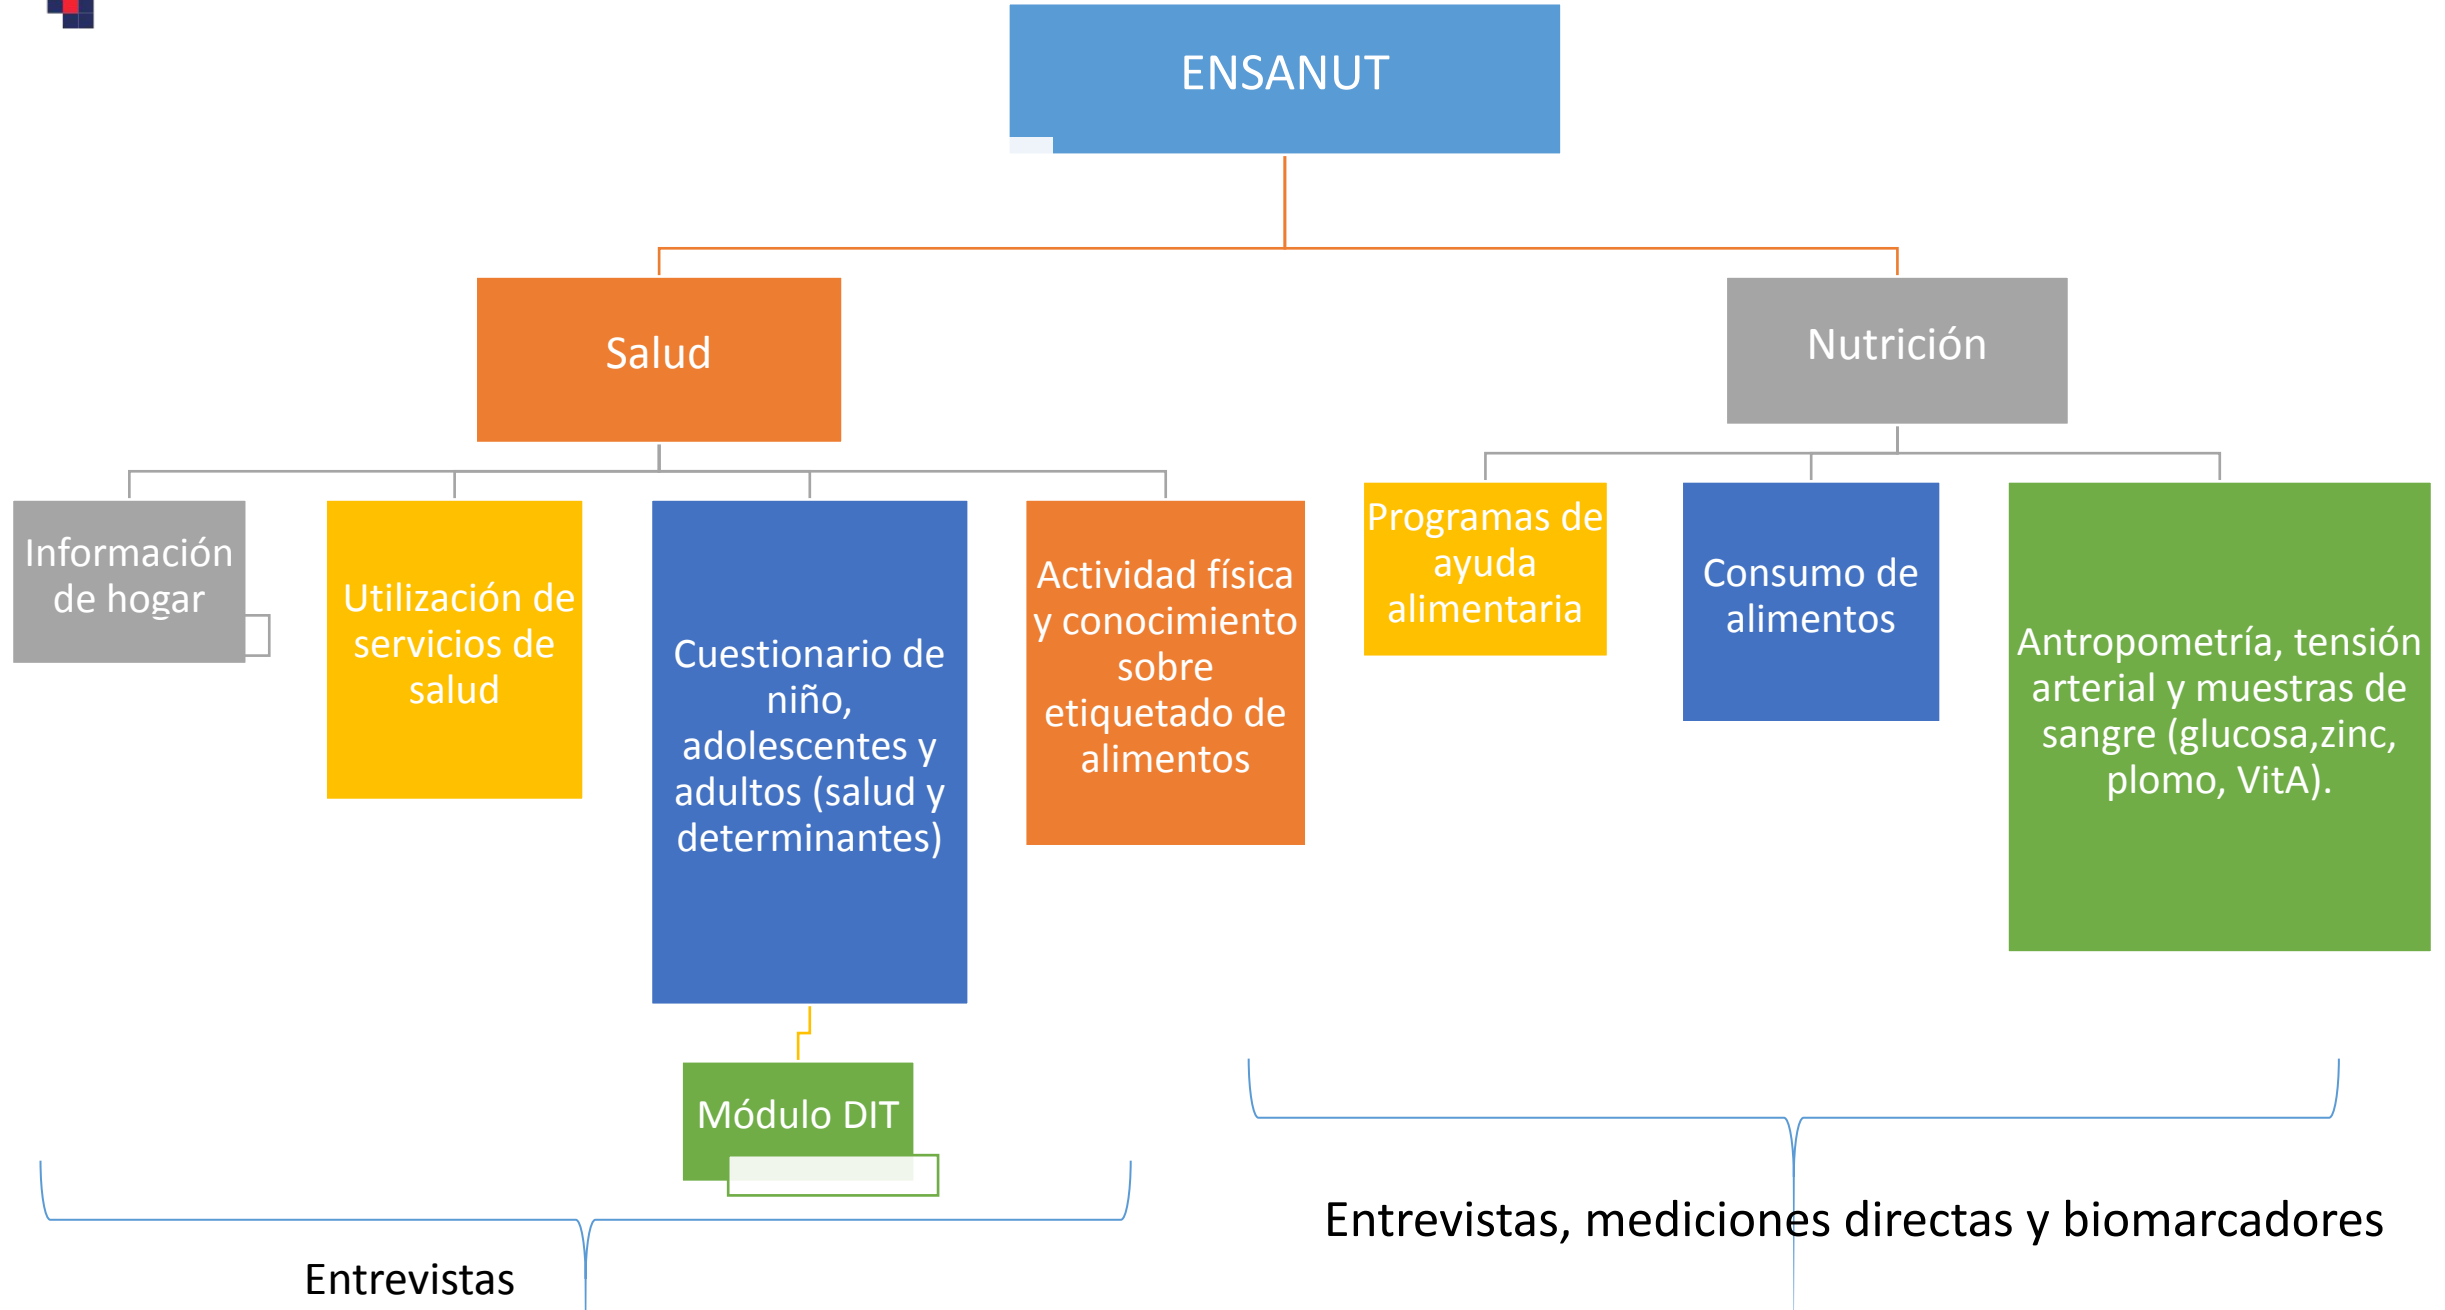 ENSANUT
Salud
Nutrición
Información
de hogar
Utilización de
servicios de
salud
Cuestionario de
niño,
adolescentes y
adultos (salud y
determinantes)
Actividad física
y conocimiento
sobre
etiquetado de
alimentos
Programas de
ayuda
alimentaria
Consumo de
alimentos
Antropometría, tensión
arterial y muestras de
sangre (glucosa,zinc,
plomo, VitA).
Módulo DIT
Entrevistas
Entrevistas, mediciones directas y biomarcadores